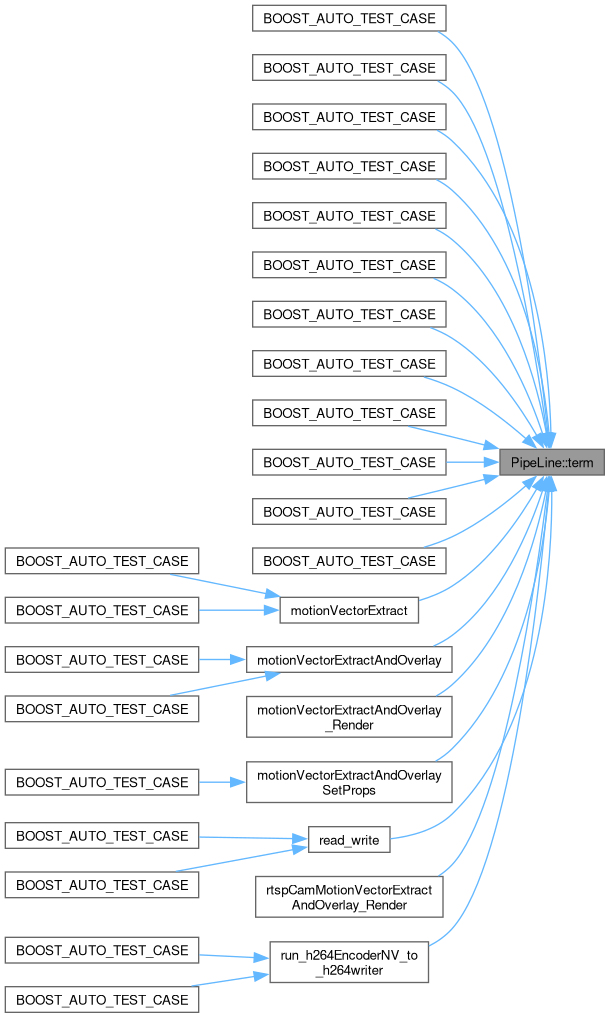 BOOST_AUTO_TEST_CASE
BOOST_AUTO_TEST_CASE
BOOST_AUTO_TEST_CASE
BOOST_AUTO_TEST_CASE
BOOST_AUTO_TEST_CASE
BOOST_AUTO_TEST_CASE
BOOST_AUTO_TEST_CASE
BOOST_AUTO_TEST_CASE
BOOST_AUTO_TEST_CASE
BOOST_AUTO_TEST_CASE
PipeLine::term
BOOST_AUTO_TEST_CASE
BOOST_AUTO_TEST_CASE
BOOST_AUTO_TEST_CASE
BOOST_AUTO_TEST_CASE
motionVectorExtract
BOOST_AUTO_TEST_CASE
motionVectorExtractAndOverlay
BOOST_AUTO_TEST_CASE
motionVectorExtractAndOverlay
_Render
BOOST_AUTO_TEST_CASE
motionVectorExtractAndOverlay
SetProps
BOOST_AUTO_TEST_CASE
read_write
BOOST_AUTO_TEST_CASE
rtspCamMotionVectorExtract
AndOverlay_Render
BOOST_AUTO_TEST_CASE
run_h264EncoderNV_to
_h264writer
BOOST_AUTO_TEST_CASE